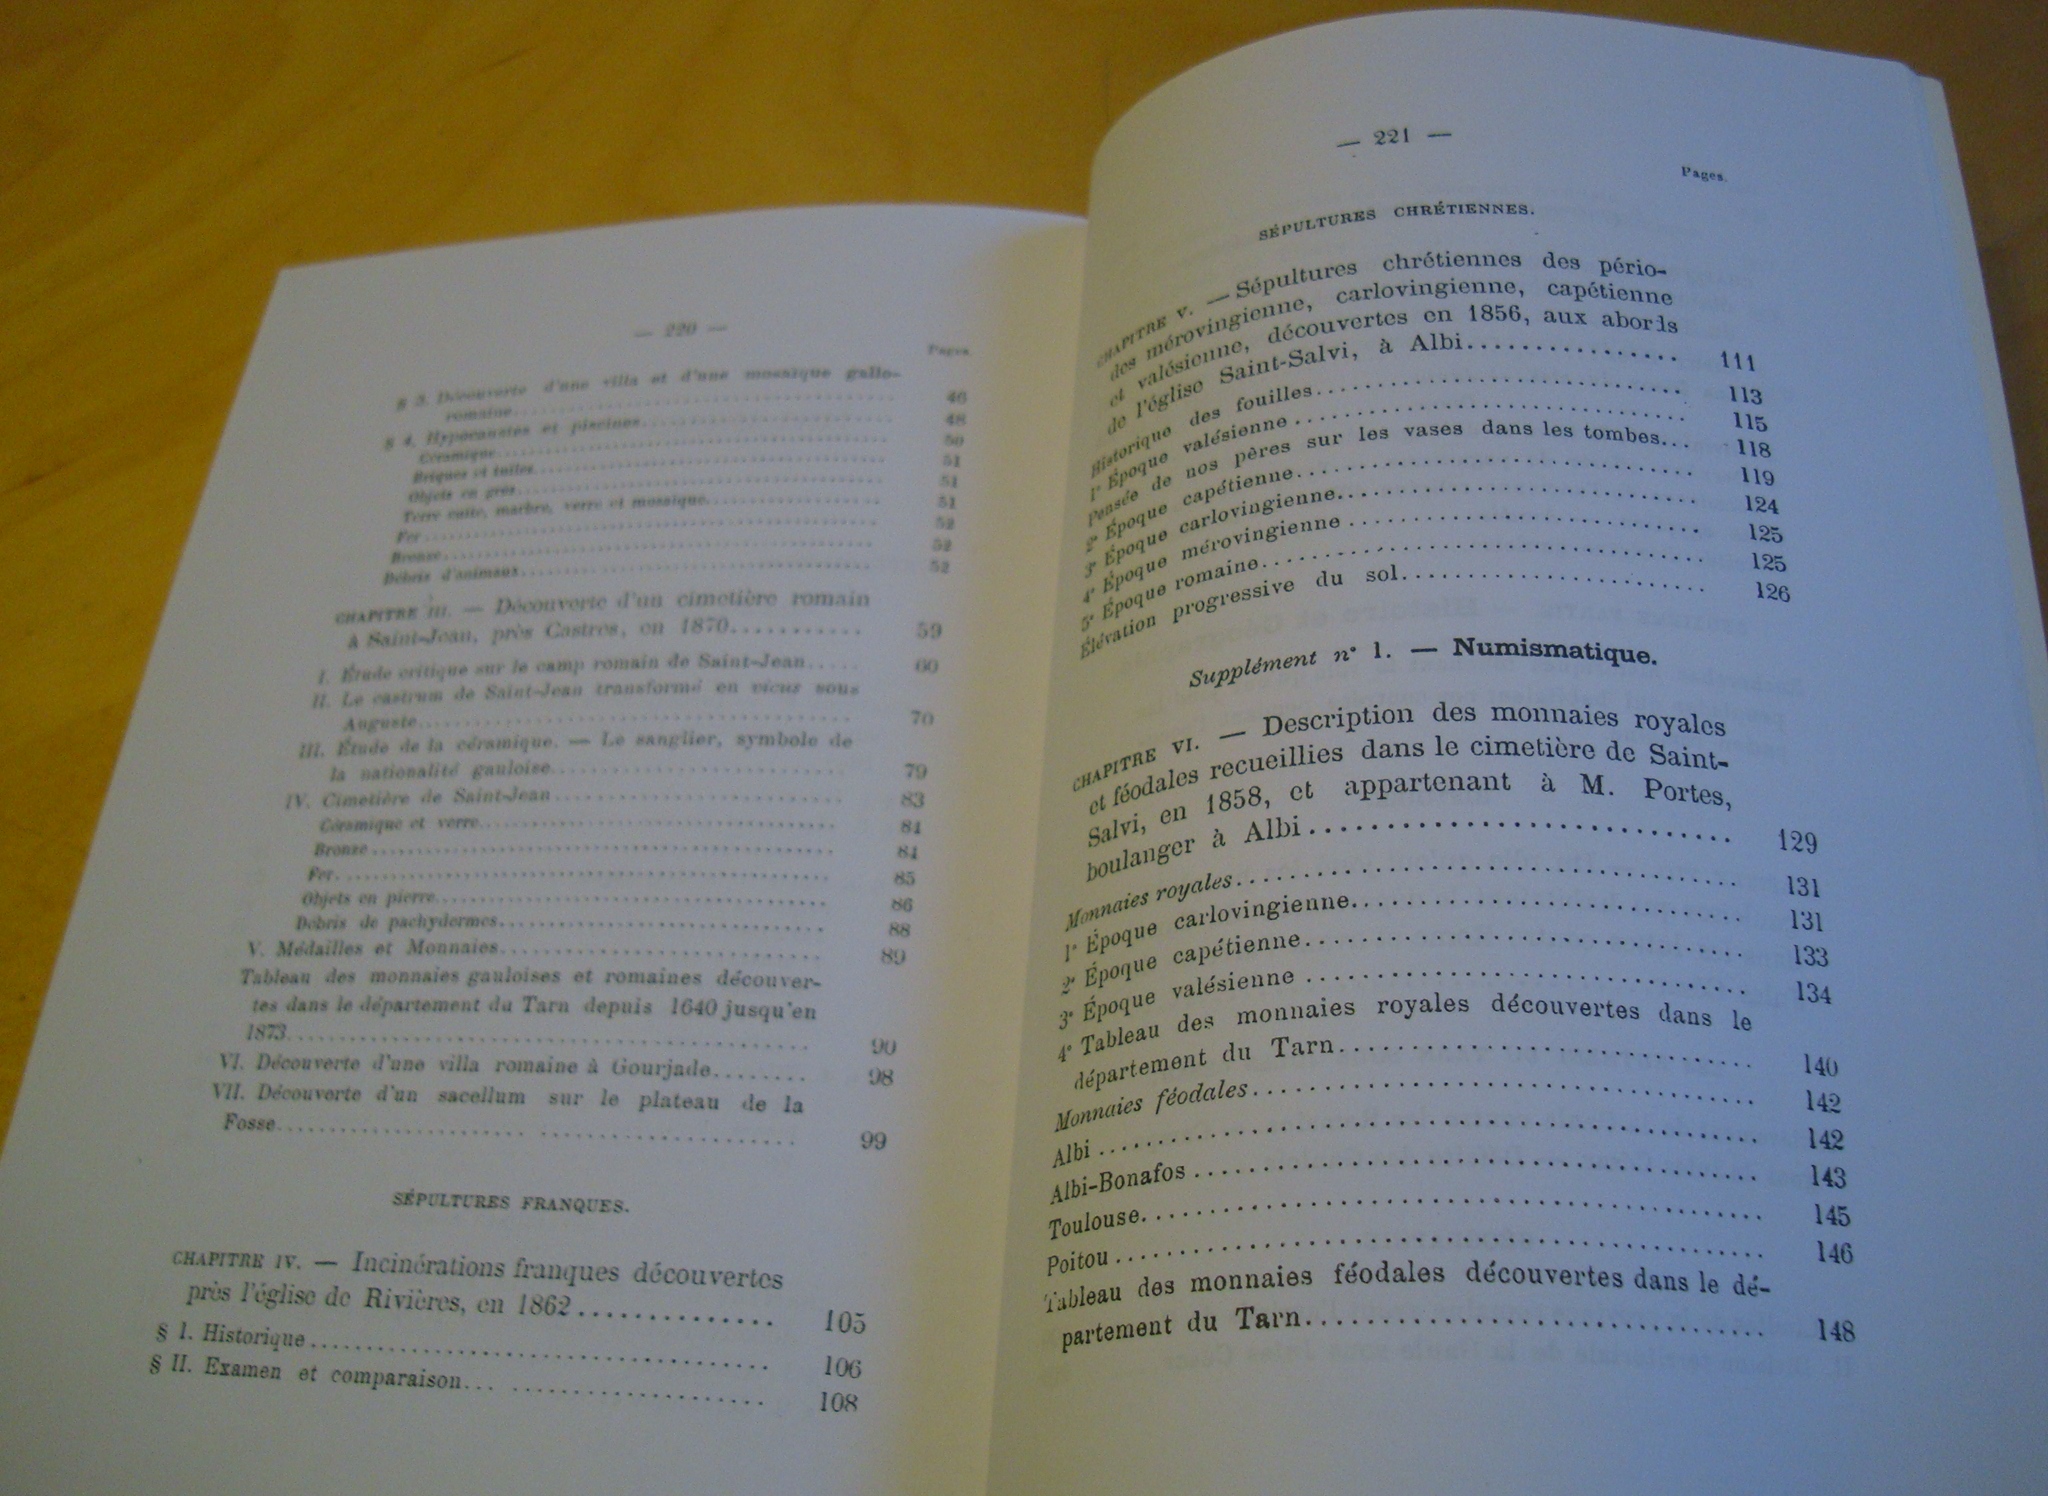 — 220 —
Pages.
§ 3. Découverte d'une villa et d'une mosaïque gallo-
romaine........ 46
§ 4. Hypocaustes et piscines........ 48
Céramique........ 50
Briques et tuiles........ 51
Objets en grès........ 51
Terre cuite, marbre, verre et mosaïque........ 51
Fer........ 52
Bronze........ 52
Débris d'animaux........ 52
CHAPITRE III. — Découverte d'un cimetière romain
à Saint-Jean, près Castres, en 1870........ 59
I. Étude critique sur le camp romain de Saint-Jean..... 60
II. Le castrum de Saint-Jean transformé en vicus sous
Auguste........ 70
III. Étude de la céramique. — Le sanglier, symbole de
la nationalité gauloise........ 79
IV. Cimetière de Saint-Jean........ 83
Céramique et verre........ 84
Bronze........ 84
Fer........ 85
Objets en pierre........ 86
Débris de pachydermes........ 88
V. Médailles et Monnaies........ 89
Tableau des monnaies gauloises et romaines découver-
tes dans le département du Tarn depuis 1640 jusqu'en
1873........ 90
VI. Découverte d'une villa romaine à Gourjade........ 98
VII. Découverte d'un sacellum sur le plateau de la
Fosse........ 99
SÉPULTURES FRANQUES.
CHAPITRE IV. — Incinérations franques découvertes
près l'église de Rivières, en 1862........ 105
§ I. Historique........ 106
§ II. Examen et comparaison... ........ 108
— 221 —
Pages.
SÉPULTURES CHRÉTIENNES.
CHAPITRE V. — Sépultures chrétiennes des pério-
des mérovingienne, carlovingienne, capétienne
et valésienne, découvertes en 1856, aux abords
de l'église Saint-Salvi, à Albi........ 111
Historique des fouilles........ 113
1° Époque valésienne........ 115
Pensée de nos pères sur les vases dans les tombes... 118
2° Époque capétienne........ 119
3° Époque carlovingienne........ 124
4° Époque mérovingienne........ 125
5° Époque romaine........ 125
Élévation progressive du sol........ 126
Supplément n° 1. — Numismatique.
CHAPITRE VI. — Description des monnaies royales
et féodales recueillies dans le cimetière de Saint-
Salvi, en 1858, et appartenant à M. Portes,
boulanger à Albi........ 129
Monnaies royales........ 131
1° Époque carlovingienne........ 131
2° Époque capétienne........ 133
3° Époque valésienne........ 134
4° Tableau des monnaies royales découvertes dans le
département du Tarn........ 140
Monnaies féodales........ 142
Albi........ 142
Albi-Bonafos........ 143
Toulouse........ 145
Poitou........ 146
Tableau des monnaies féodales découvertes dans le dé-
partement du Tarn........ 148